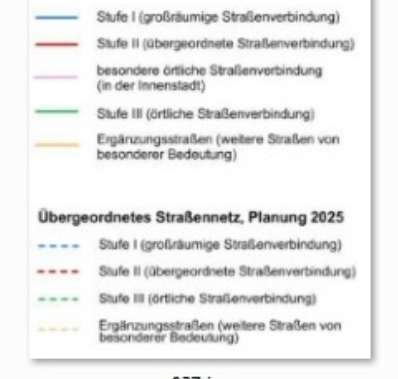 Stufe I (großräumige Straßenverbindung)
Stufe II (übergeordnete Straßenverbindung)
besondere örtliche Straßenverbindung
(in der Innenstadt)
Stufe III (örtliche Straßenverbindung)
Ergänzungsstraßen (weitere Straßen von
besonderer Bedeutung)
Übergeordnetes Straßennetz, Planung 2025
Stufe I (großräumige Straßenverbindung)
Stufe II (übergeordnete Straßenverbindung)
Stufe III (örtliche Straßenverbindung)
Ergänzungsstraßen (weitere Straßen von
besonderer Bedeutung)